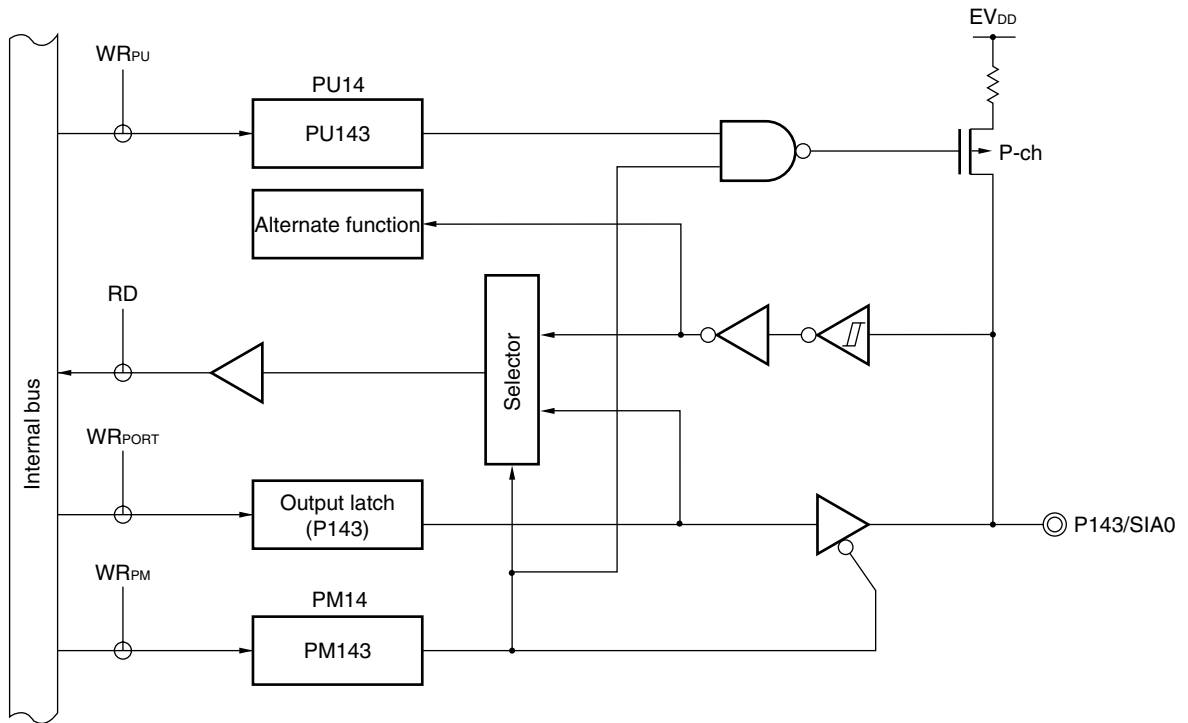 EVDD
WRPU
PU14
PU143
P-ch
Alternate function
RD
Selector
Internal bus
WRPORT
Output latch
(P143)
P143/SIA0
WRPM
PM14
PM143